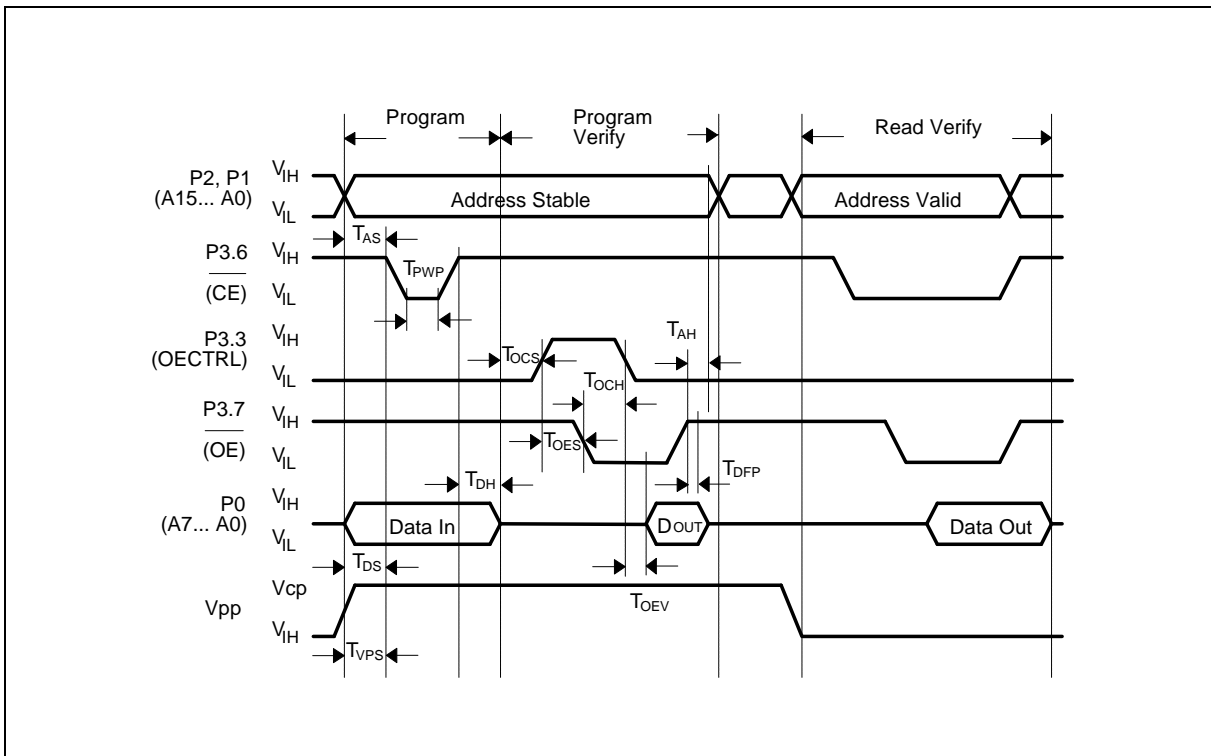 Program
Program
Verify
Read Verify
P2, P1
(A15... A0)
VIH
VIL
Address Stable
Address Valid
TAS
P3.6
(CE)
VIH
VIL
TPWP
P3.3
(OECTRL)
VIH
VIL
TOCS
TAH
TOCH
P3.7
(OE)
VIH
VIL
TOES
TDFP
TDH
P0
(A7... A0)
VIH
VIL
Data In
DOUT
Data Out
TDS
TOEV
Vpp
Vcp
VIH
TVPS